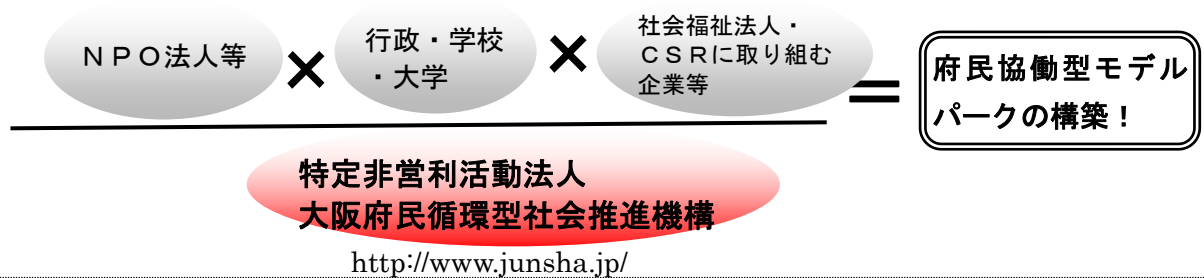 ＮＰＯ法人等
×
行政・学校
・大学
×
社会福祉法人・
ＣＳＲに取り組む
企業等
＝
府民協働型モデル
パークの構築！
特定非営利活動法人
大阪府民循環型社会推進機構
http://www.junsha.jp/